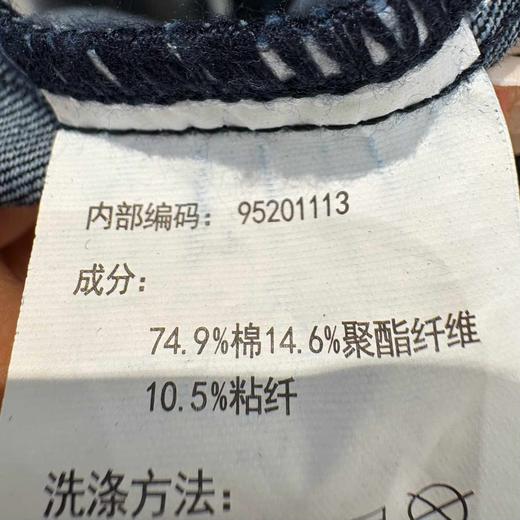 内部编码： 95201113
成分：
74.9%棉14.6%聚酯纤维
10.5%粘纤
洗涤方法：